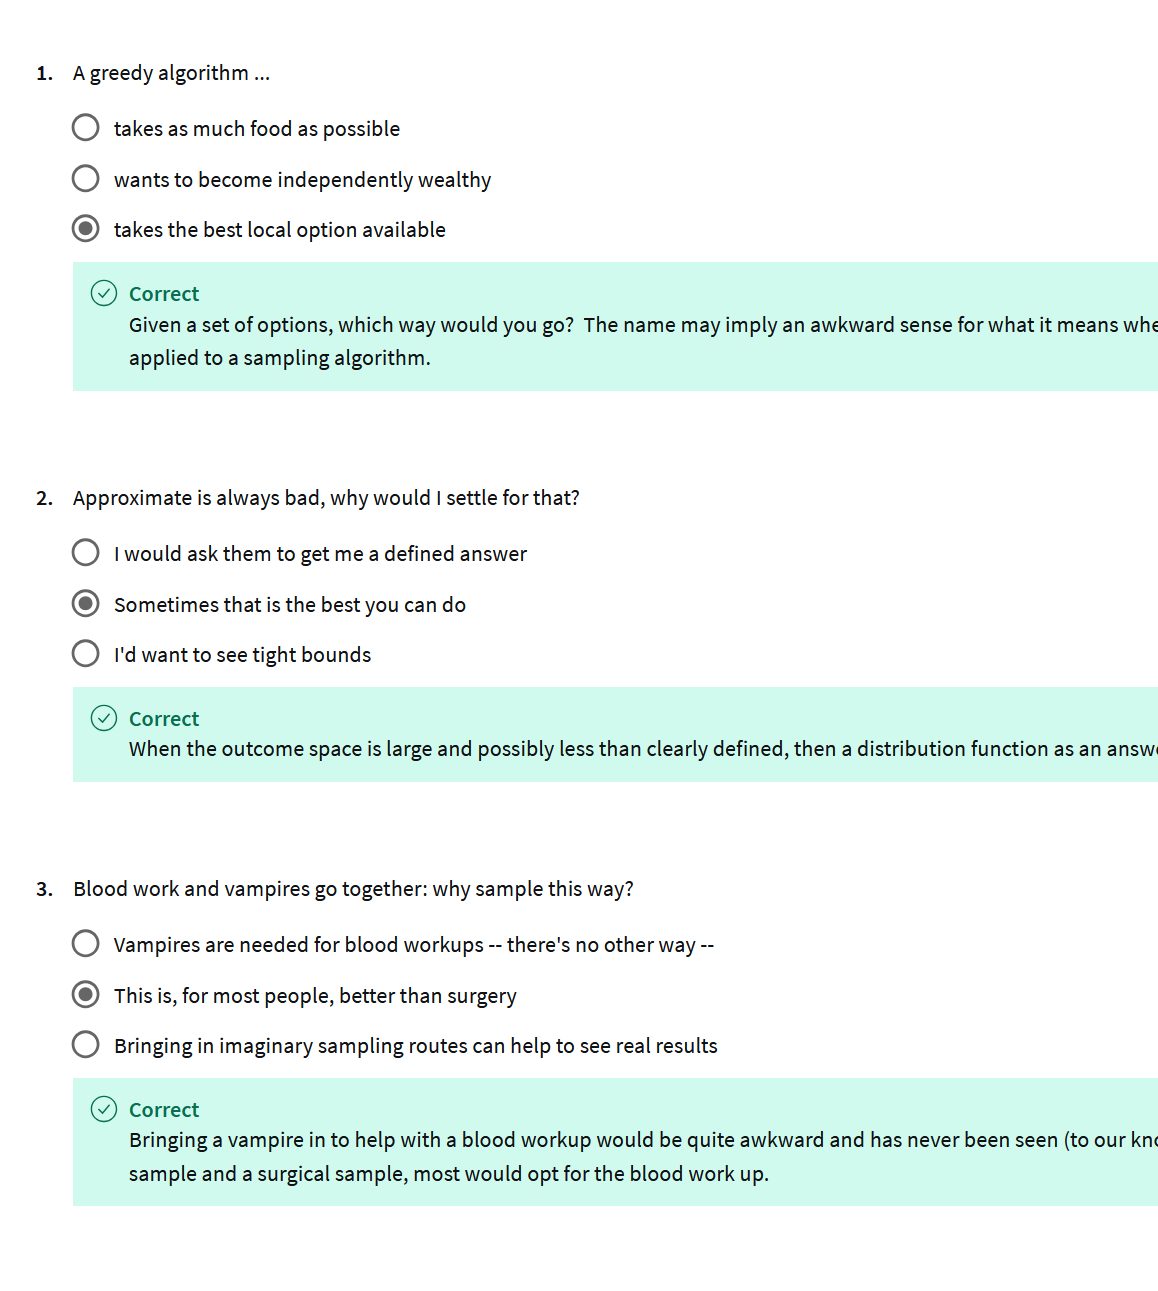 1. A greedy algorithm ...
takes as much food as possible
wants to become independently wealthy
takes the best local option available
Correct
Given a set of options, which way would you go?  The name may imply an awkward sense for what it means
applied to a sampling algorithm.
2. Approximate is always bad, why would I settle for that?
I would ask them to get me a defined answer
Sometimes that is the best you can do
I'd want to see tight bounds
Correct
When the outcome space is large and possibly less than clearly defined, then a distribution function as an
3. Blood work and vampires go together: why sample this way?
Vampires are needed for blood workups -- there's no other way --
This is, for most people, better than surgery
Bringing in imaginary sampling routes can help to see real results
Correct
Bringing a vampire in to help with a blood workup would be quite awkward and has never been seen (to our
sample and a surgical sample, most would opt for the blood work up.